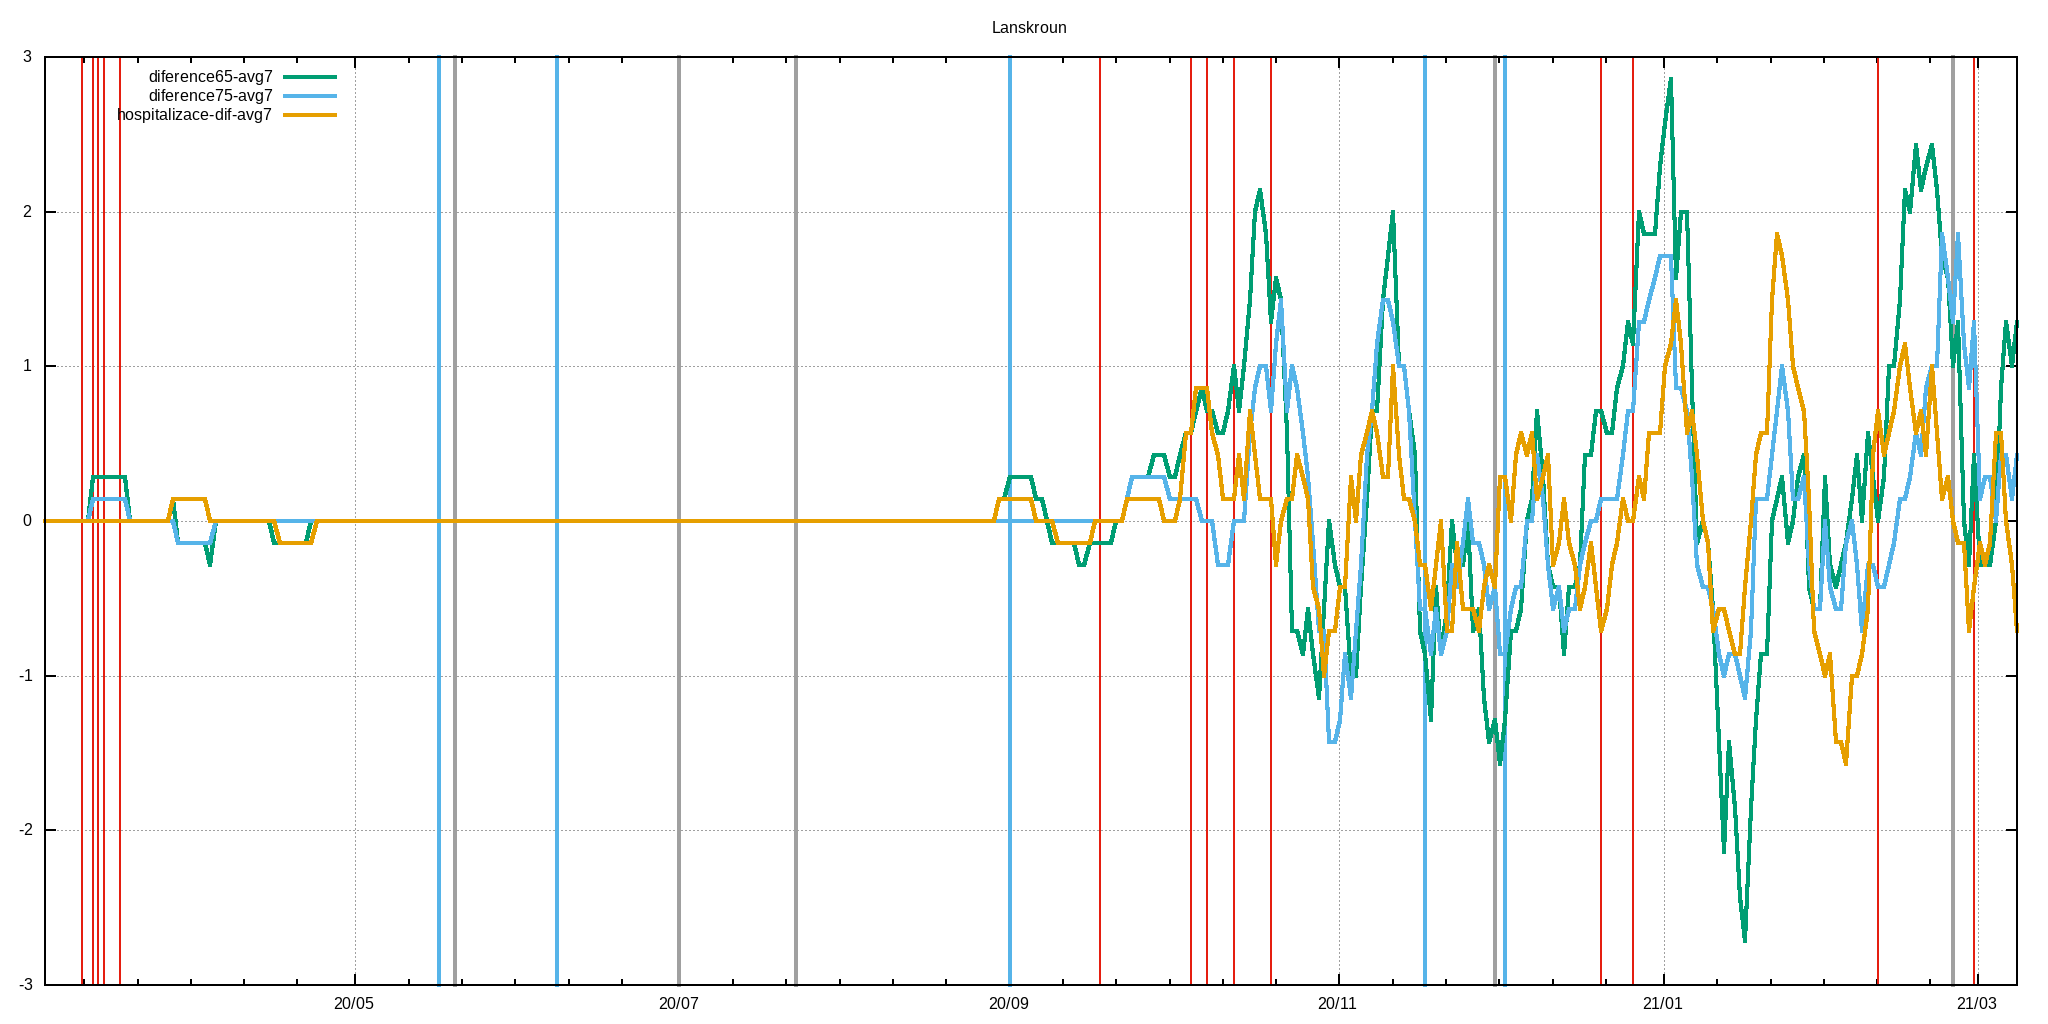 Lanskroun
3
diference65-avg7
diference75-avg7
hospitalizace-dif-avg7
2
1
0
-1
-2
-3
20/05 20/07 20/09 20/11 21/01 21/03